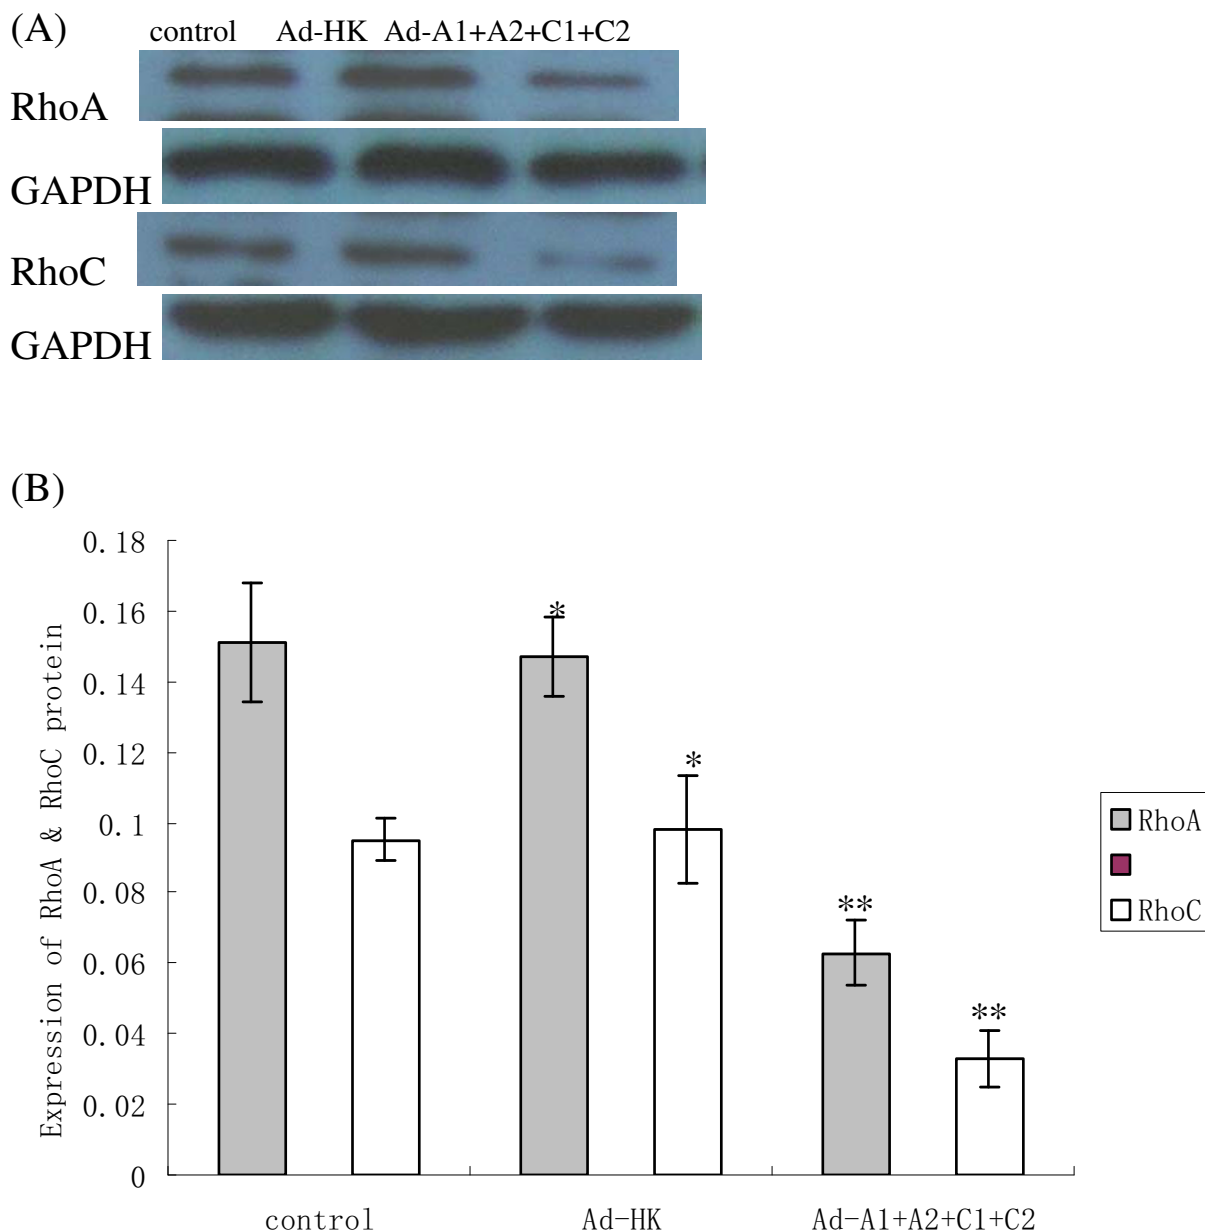 (A)
control Ad-HK Ad-A1+A2+C1+C2
RhoA
GAPDH
RhoC
GAPDH
(B)
Expression of RhoA & RhoC protein
0.18
0.16
0.14
0.12
0.1
0.08
0.06
0.04
0.02
0
*
*
**
**
control Ad-HK Ad-A1+A2+C1+C2
RhoA
RhoC